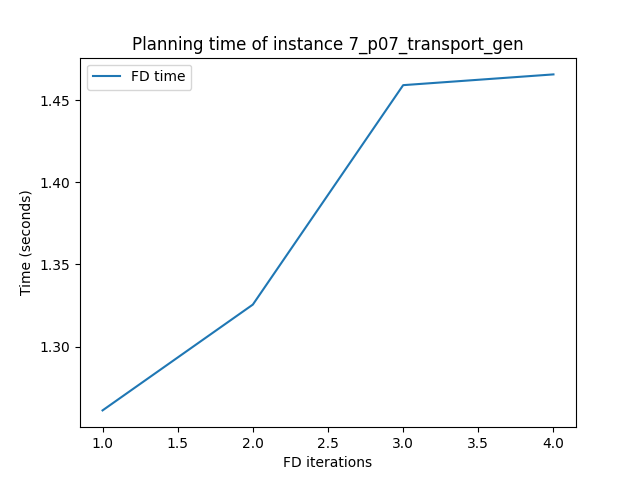 Planning time of instance 7_p07_transport_gen
FD time
1.45
1.40
1.35
1.30
Time (seconds)
1.0 1.5 2.0 2.5 3.0 3.5 4.0
FD iterations